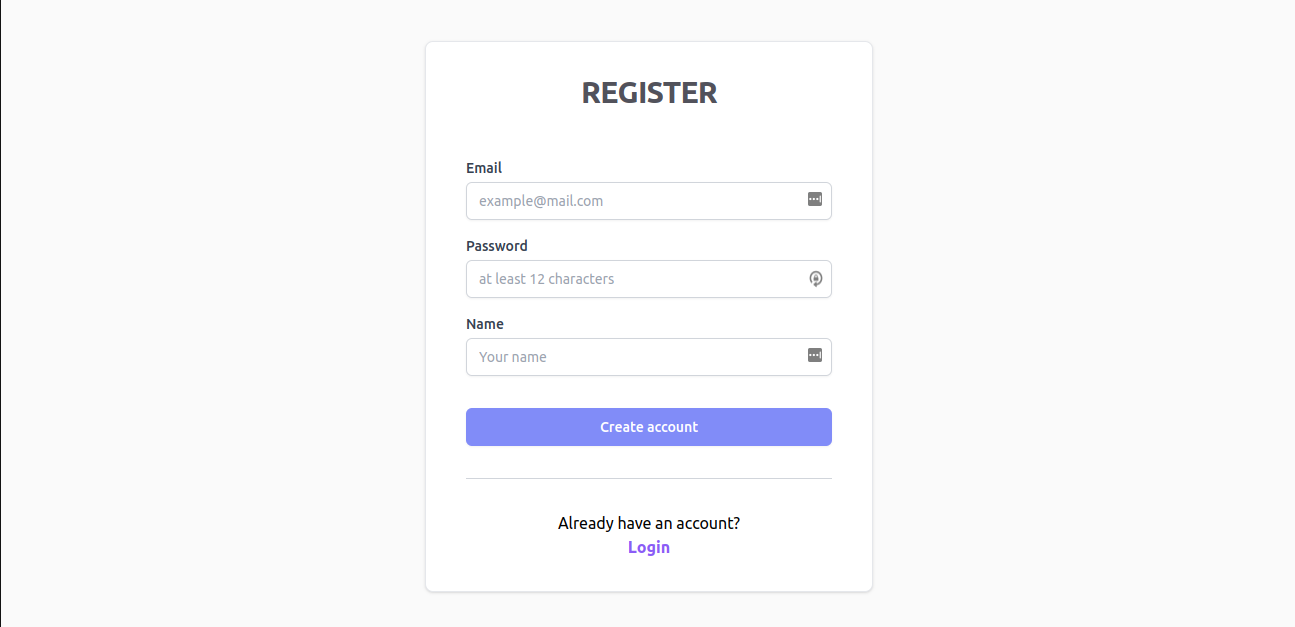 REGISTER
Email
example@mail.com
Password
at least 12 characters
Name
Your name
Create account
Already have an account?
Login